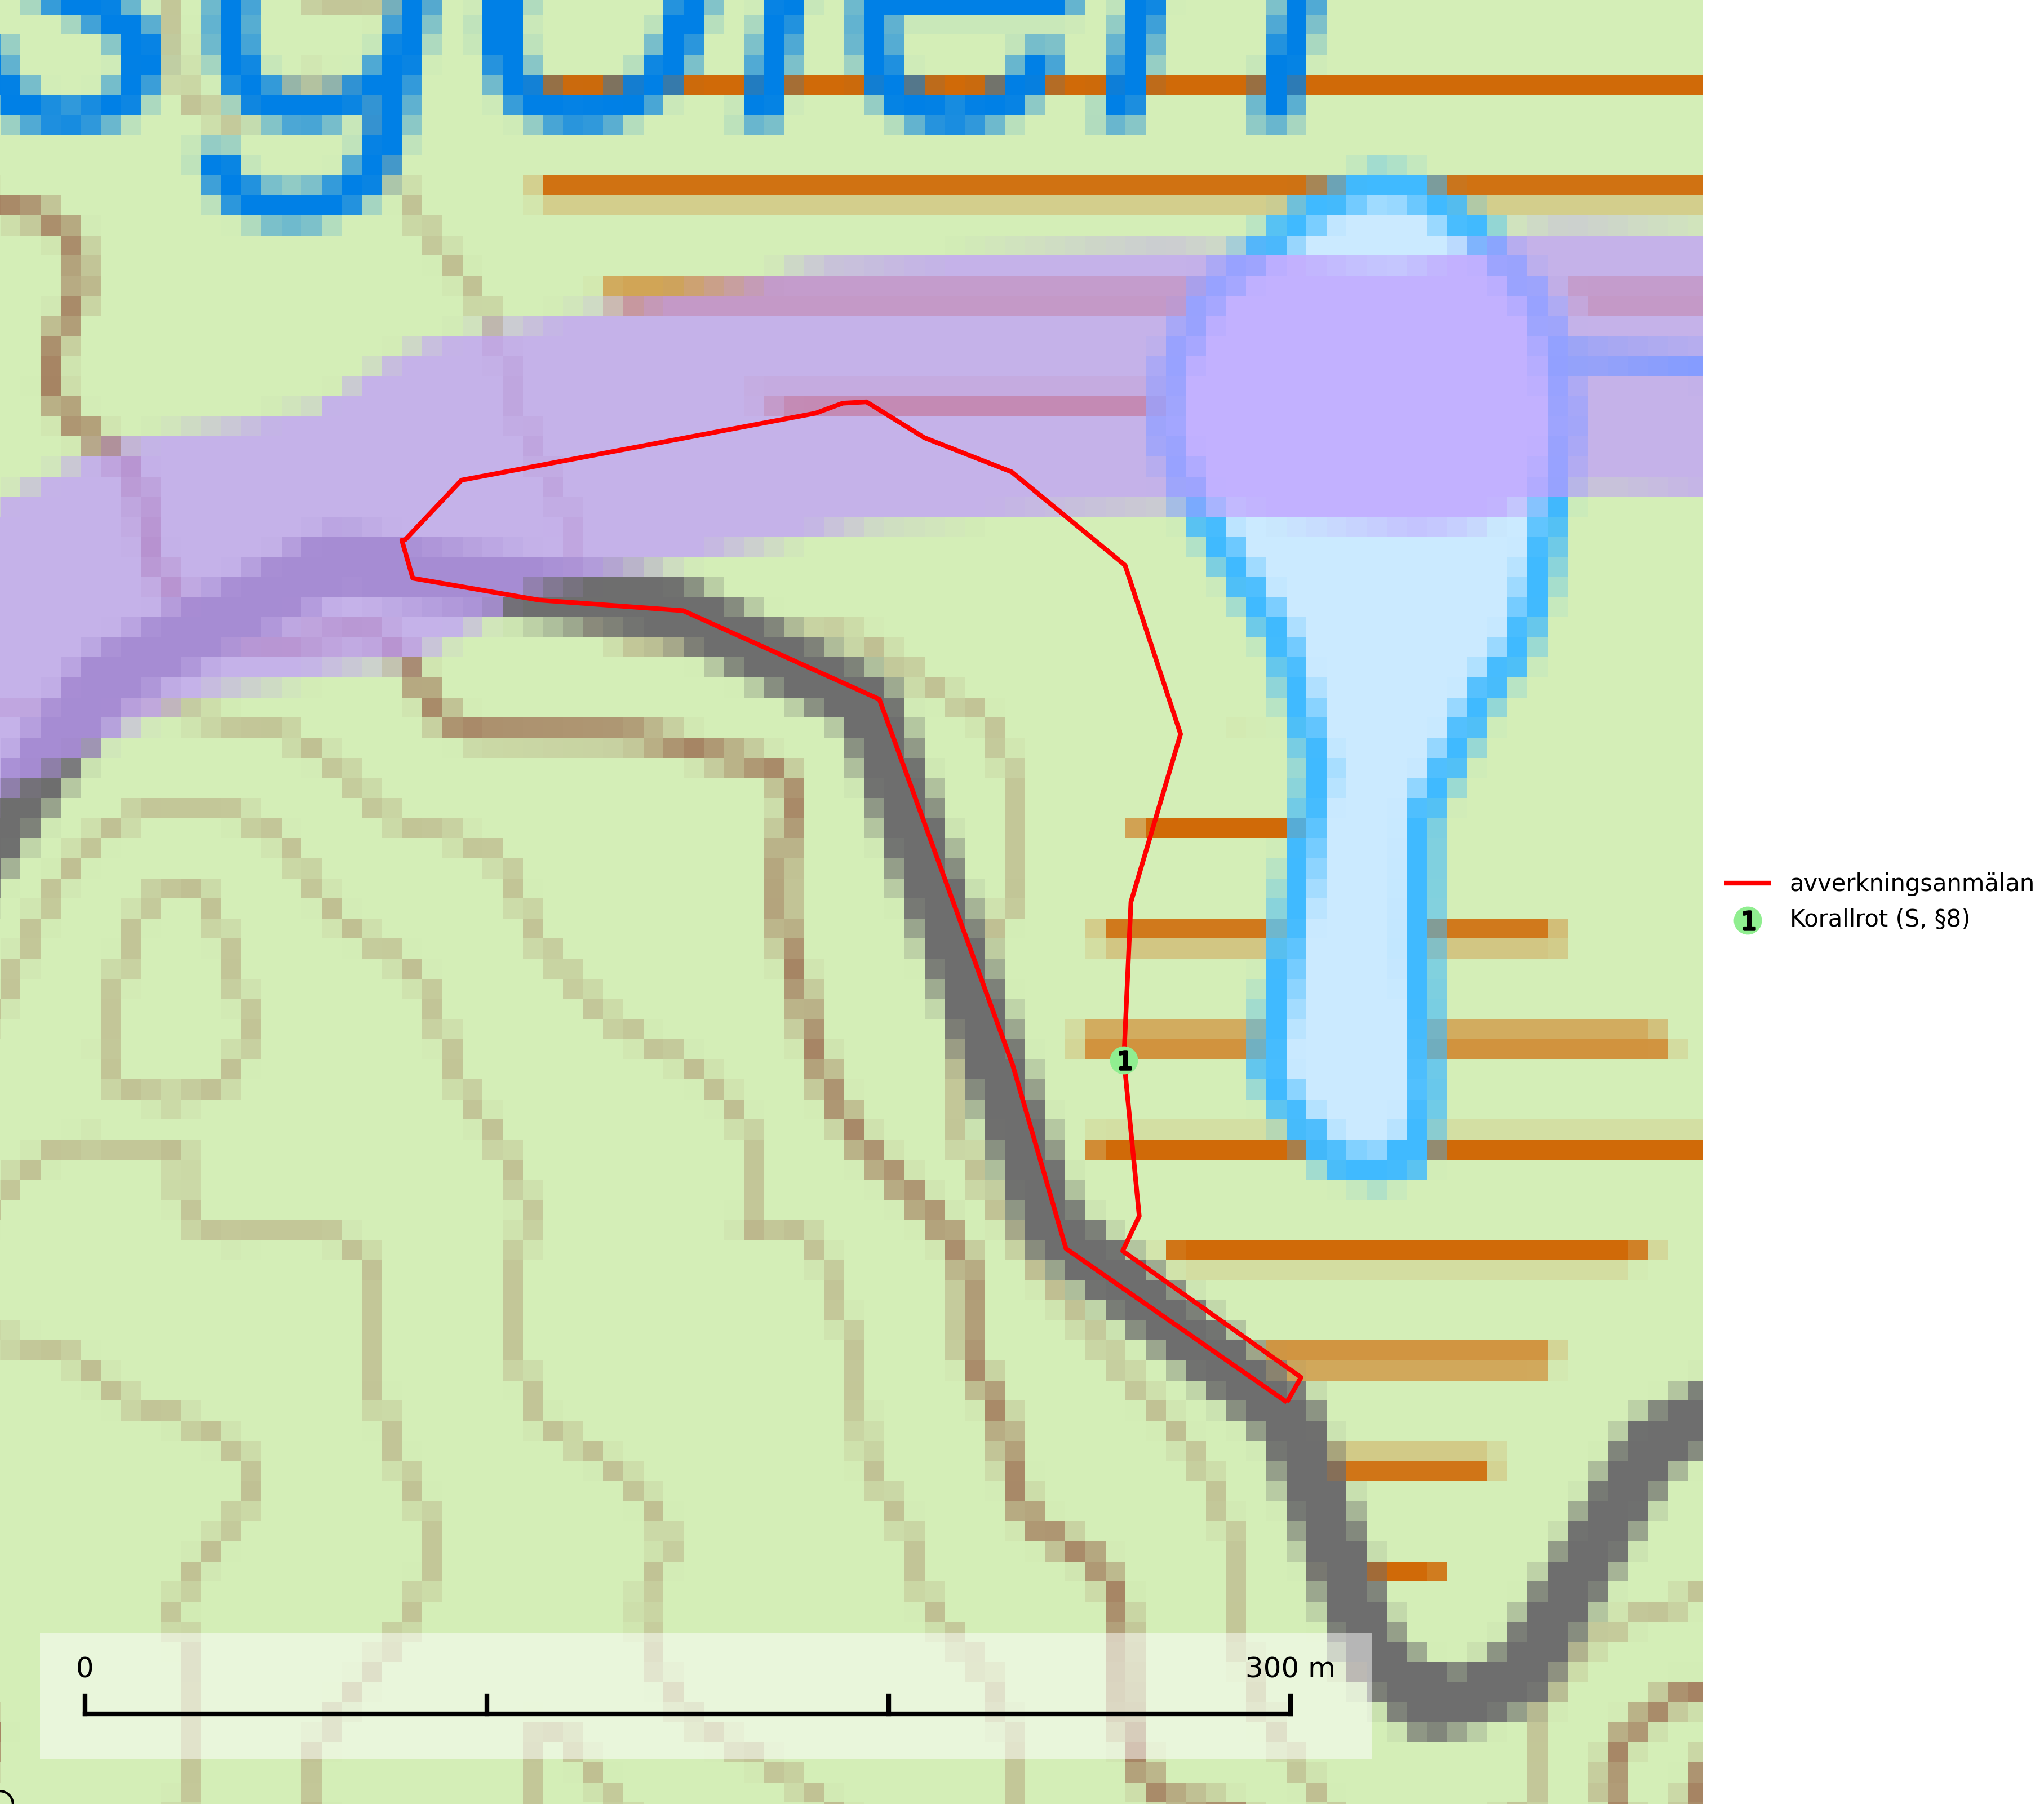 avverkningsanmälan
1 Korallrot (S, §8)
1
0 300 m